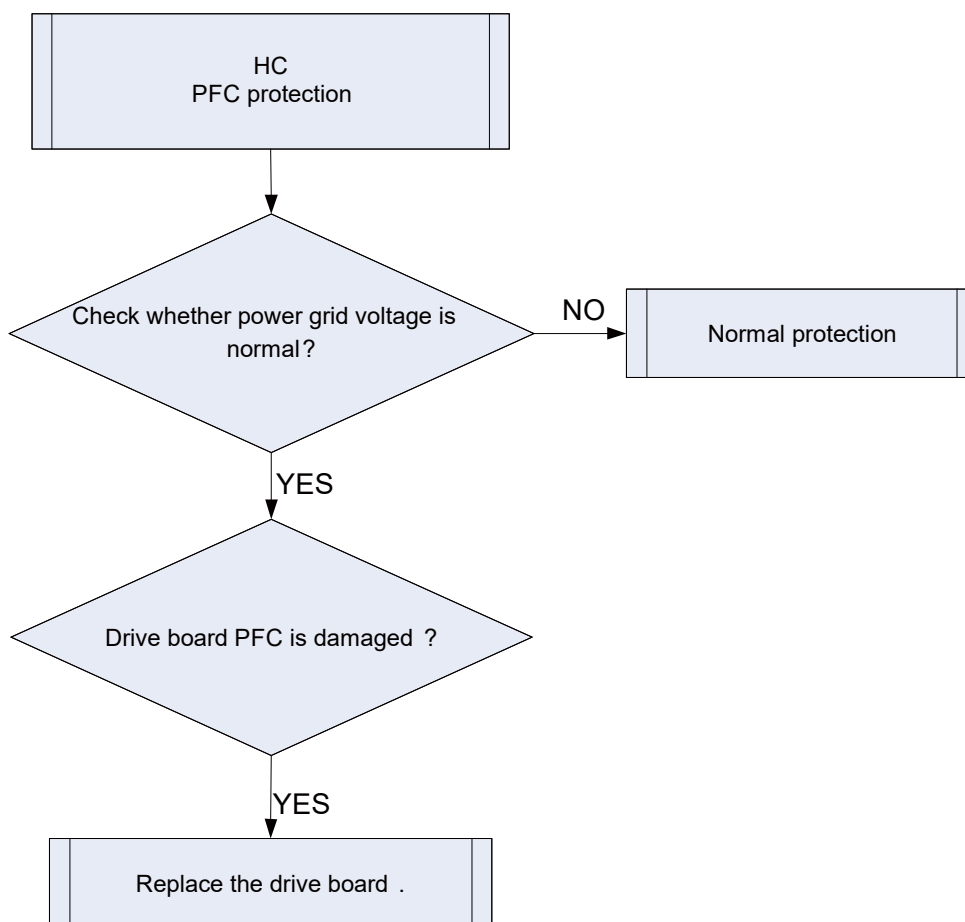 HC
PFC protection
Check whether power grid voltage is
normal?
NO
Normal protection
YES
Drive board PFC is damaged ?
YES
Replace the drive board .